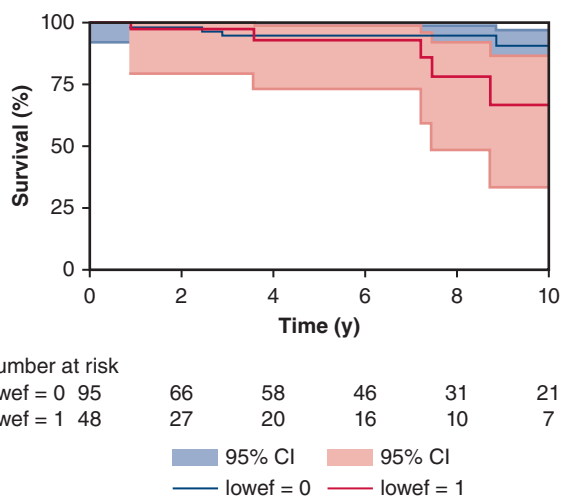 100
75
50
25
0
Survival (%)
0 2 4 6 8 10
Time (y)
umber at risk
wef = 0 95 66 58 46 31 21
wef = 1 48 27 20 16 10 7
95% CI 95% CI
lowef = 0 lowef = 1